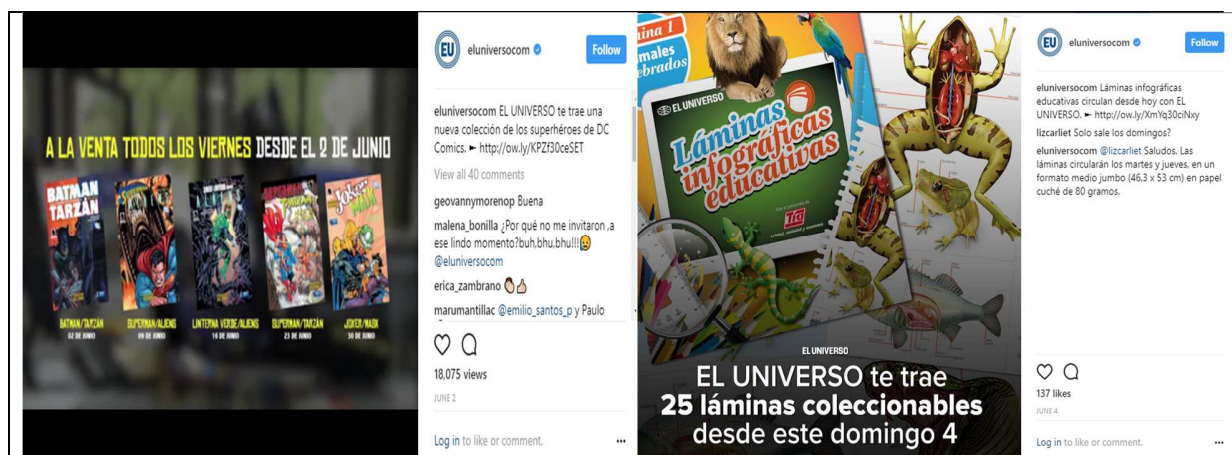 A LA VENTA TODOS LOS VIERNES DESDE EL 2 DE JUNIO
BATMAN
TARZÁN
BATMAN/TARZÁN
02 DE JUNIO
SUPERMAN/ALIENS
09 DE JUNIO
LINTERNA VERDE/ALIENS
16 DE JUNIO
SUPERMAN/TARZÁN
23 DE JUNIO
JOKER/MASK
30 DE JUNIO
EU
eluniversocom
Follow
eluniversocom EL UNIVERSO te trae una
nueva colección de los superhéroes de DC
Comics. ► http://ow.ly/KPZf30ceSET
View all 40 comments
geovannymorenop Buena
malena_bonilla ¿Por qué no me invitaron ,a
ese lindo momento?buh,bhu,bhu!!!😥
@eluniversocom
erica_zambrano 👏👍
marumantillac @emilio_santos_p y Paulo
18,075 views
JUNE 2
Log in to like or comment.
ina 1
males
ebrados
EL UNIVERSO
Láminas
infográficas
educativas
EL UNIVERSO
EL UNIVERSO te trae
25 láminas coleccionables
desde este domingo 4
EU
eluniversocom
Follow
eluniversocom Láminas infográficas
educativas circulan desde hoy con EL
UNIVERSO. ► http://ow.ly/XmYq30ciNxy
lizcarliet Solo sale los domingos?
eluniversocom @lizcarliet Saludos. Las
láminas circularán los martes y jueves, en un
formato medio jumbo (46,3 x 53 cm) en papel
cuché de 80 gramos.
137 likes
JUNE 4
Log in to like or comment.